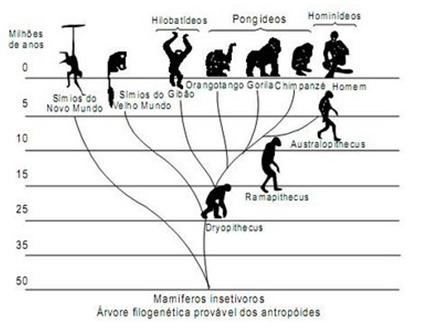 Hilobatídeos
Pongídeos
Hominídeos
Milhões
de anos
0
Símios do
Novo Mundo
Símios do
Velho Mundo
Gibão
Orangotango
Gorila
Chimpanzé
Homem
5
Australopithecus
10
Ramapithecus
15
25
Dryopithecus
35
50
Mamíferos insetivoros
Árvore filogenética provável dos antropóides